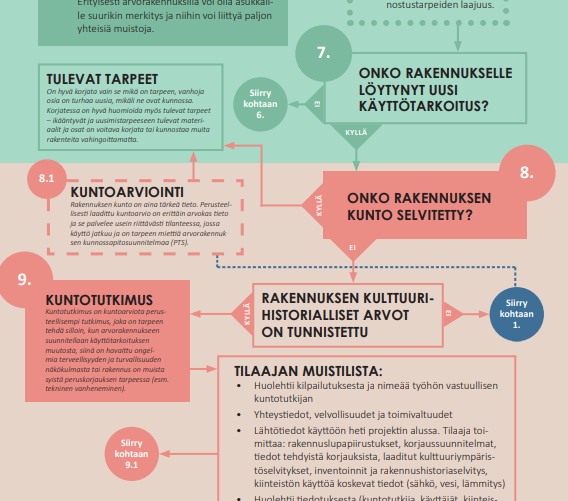 Erityisesti arvorakennuksilla voi olla asukkail-
le suurikin merkitys ja niihin voi liittyä paljon
yhteisiä muistoja.
nostustarpeiden laajuus.
7.
TULEVAT TARPEET
On hyvä korjata vain se mikä on tarpeen, vanhoja
osia on turhaa uusia, mikäli ne ovat kunnossa.
Korjatessa on hyvä huomioida myös tulevat tarpeet
– ikääntyvät ja uusimistarpeeseen tulevat materi-
aalit ja osat on voitava korjata tai kunnostaa muita
rakenteita vahingoittamatta.
Siirry
kohtaan
6.
EI
ONKO RAKENNUKSELLE
LÖYTYNYT UUSI
KÄYTTÖTARKOITUS?
KYLLÄ
8.1
KUNTOARVIOINTI
Rakennuksen kunto on aina tärkeä tieto. Perusteel-
lisesti laadittu kuntoarvio on erittäin arvokas tieto
ja se palvelee usein riittävästi tilanteissa, jossa
käyttö jatkuu ja on tarpeen miettiä arvorakennuk-
sen kunnossapitosuunnitelmaa (PTS).
8.
KYLLÄ
ONKO RAKENNUKSEN
KUNTO SELVITETTY?
EI
9.
KUNTOTUTKIMUS
Kuntotutkimus on kuntoarviota perus-
teellisempi tutkimus, joka on tarpeen
tehdä silloin, kun arvorakennukseen
suunnitellaan käyttötarkoituksen
muutosta, siinä on havaittu ongel-
mia terveellisyyden ja turvallisuuden
näkökulmasta tai rakennus on muista
syistä peruskorjauksen tarpeessa (esm.
tekninen vanheneminen).
KYLLÄ
RAKENNUKSEN KULTTUURI-
HISTORIALLISET ARVOT
ON TUNNISTETTU
EI
Siirry
kohtaan
1.
TILAAJAN MUISTILISTA:
• Huolehti kilpailutuksesta ja nimeää työhön vastuullisen
kuntotutkijan
• Yhteystiedot, velvollisuudet ja toimivaltuudet
• Lähtötiedot käyttöön heti projektin alussa. Tilaaja toi-
mittaa: rakennuslupapiirustukset, korjaussuunnitelmat,
tiedot tehdyistä korjauksista, laaditut kulttuuriympäris-
töselvitykset, inventoinnit ja rakennushistoriaselvitys,
kiinteistön käyttöä koskevat tiedot (sähkö, vesi, lämmitys)
• Huolehti tiedotuksesta (kuntotutkija, käyttäjät, kiinteis-
Siirry
kohtaan
9.1